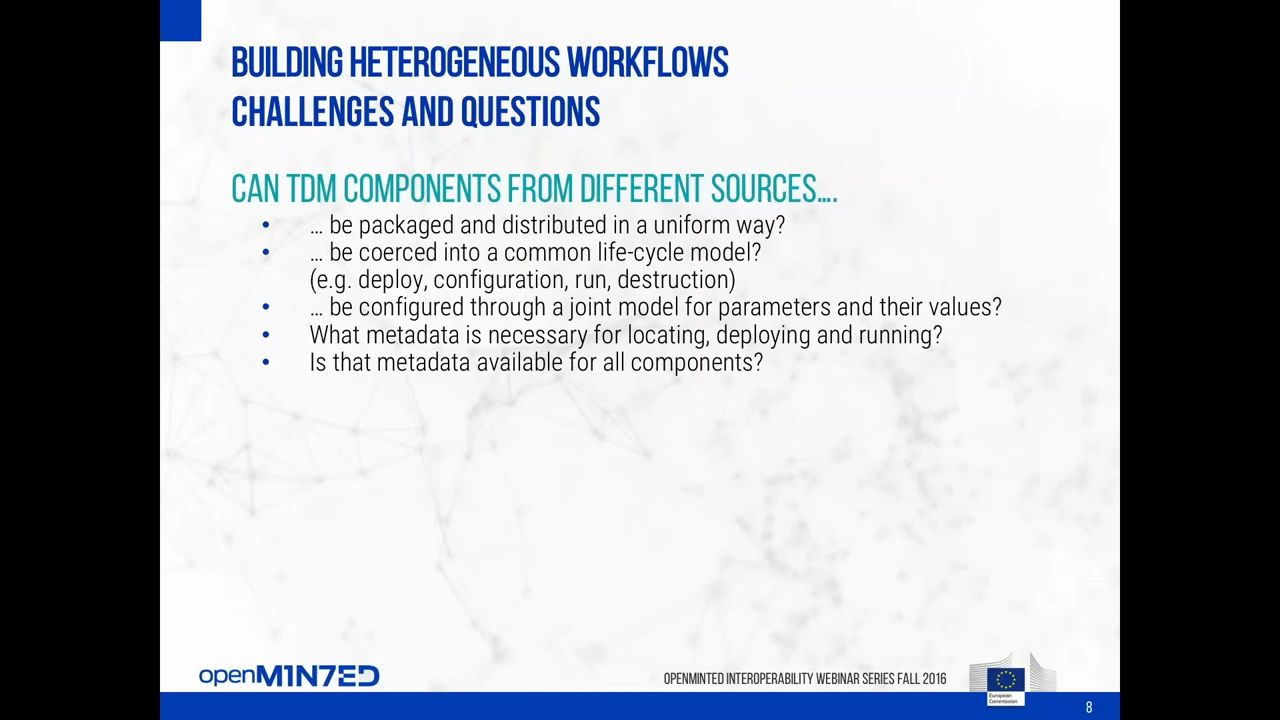 BUILDING HETEROGENEOUS WORKFLOWS
CHALLENGES AND QUESTIONS
CAN TDM COMPONENTS FROM DIFFERENT SOURCES....
• ... be packaged and distributed in a uniform way?
• ... be coerced into a common life-cycle model?
(e.g. deploy, configuration, run, destruction)
• ... be configured through a joint model for parameters and their values?
• What metadata is necessary for locating, deploying and running?
• Is that metadata available for all components?
openM1N7ED
OPENMINTED INTEROPERABILITY WEBINAR SERIES FALL 2016
European
Commission
8